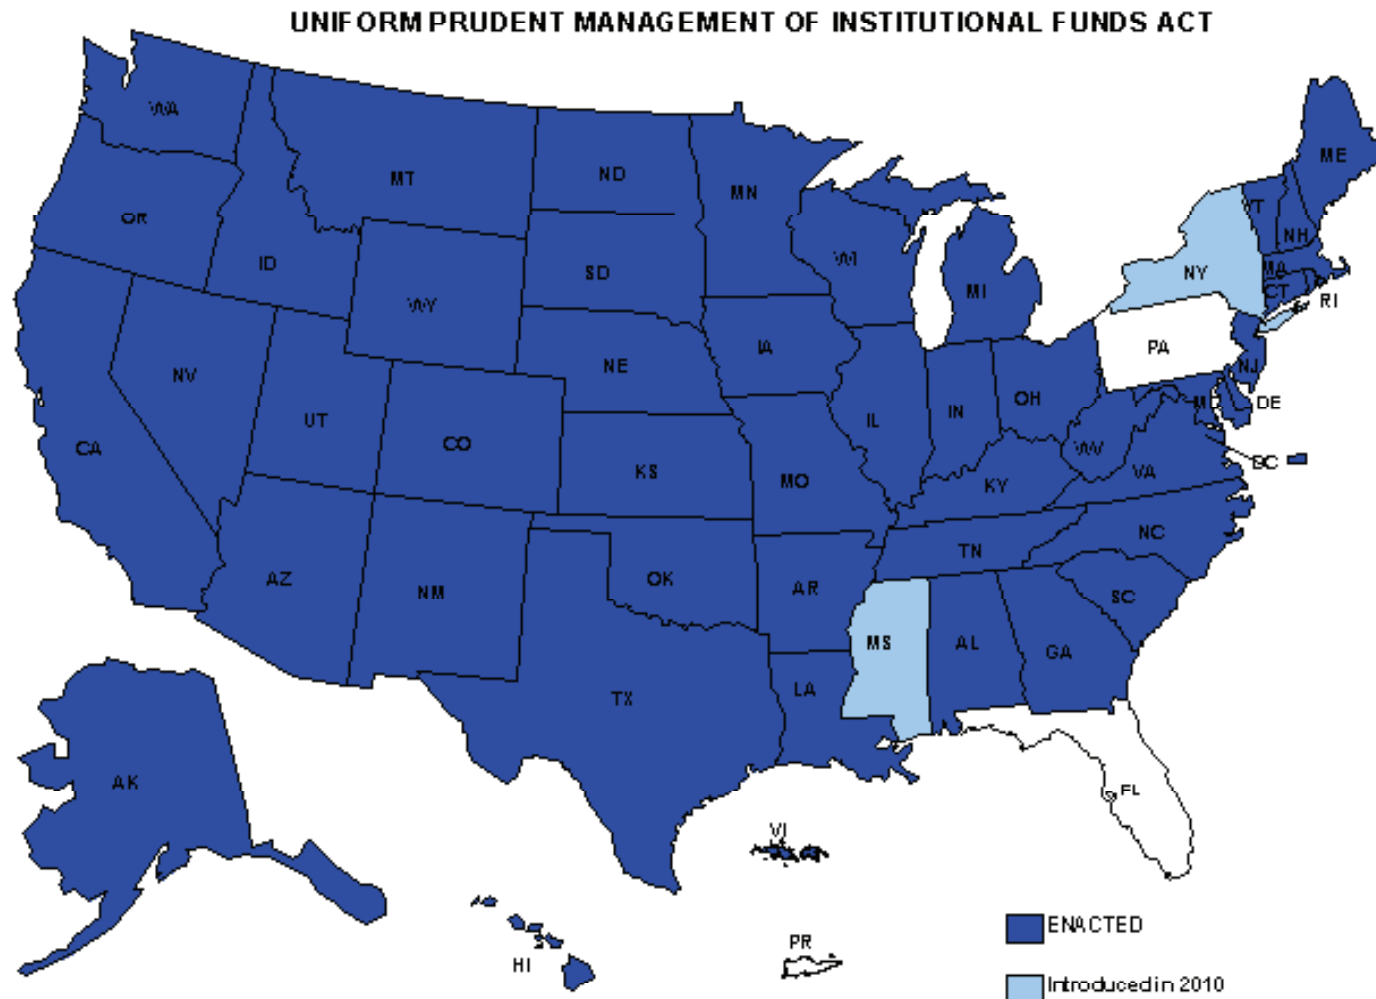 UNIFORM PRUDENT MANAGEMENT OF INSTITUTIONAL FUNDS ACT
WA
MT
ND
MN
ME
OR
ID
SD
WI
MI
VT
NH
NY
MA
CT
RI
WY
NV
UT
CO
NE
IA
PA
NJ
DE
CA
KS
MO
IL
IN
OH
WV
VA
DC
KY
AZ
NM
OK
AR
TN
NC
SC
TX
LA
MS
AL
GA
AK
FL
VI
HI
PR
ENACTED
Introduced in 2010